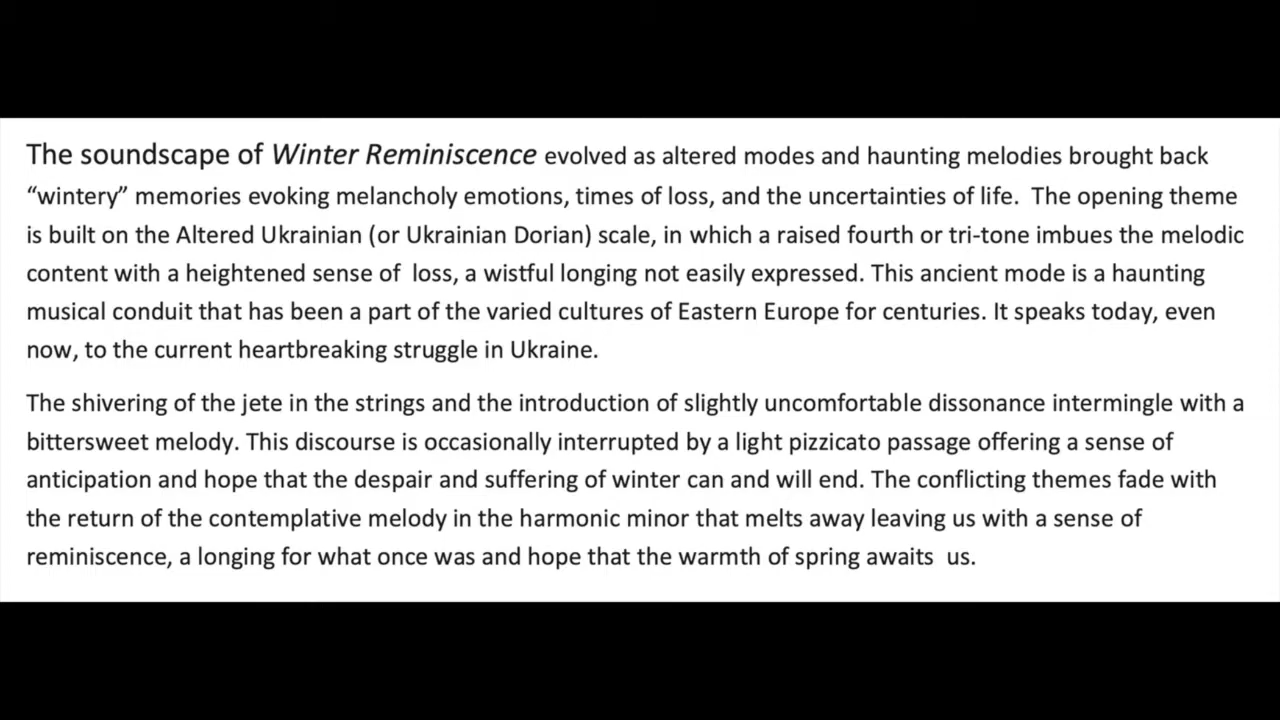 The soundscape of Winter Reminiscence evolved as altered modes and haunting melodies brought back
“wintery” memories evoking melancholy emotions, times of loss, and the uncertainties of life.  The opening theme
is built on the Altered Ukrainian (or Ukrainian Dorian) scale, in which a raised fourth or tri-tone imbues the melodic
content with a heightened sense of  loss, a wistful longing not easily expressed. This ancient mode is a haunting
musical conduit that has been a part of the varied cultures of Eastern Europe for centuries. It speaks today, even
now, to the current heartbreaking struggle in Ukraine.
The shivering of the jete in the strings and the introduction of slightly uncomfortable dissonance intermingle with a
bittersweet melody. This discourse is occasionally interrupted by a light pizzicato passage offering a sense of
anticipation and hope that the despair and suffering of winter can and will end. The conflicting themes fade with
the return of the contemplative melody in the harmonic minor that melts away leaving us with a sense of
reminiscence, a longing for what once was and hope that the warmth of spring awaits  us.